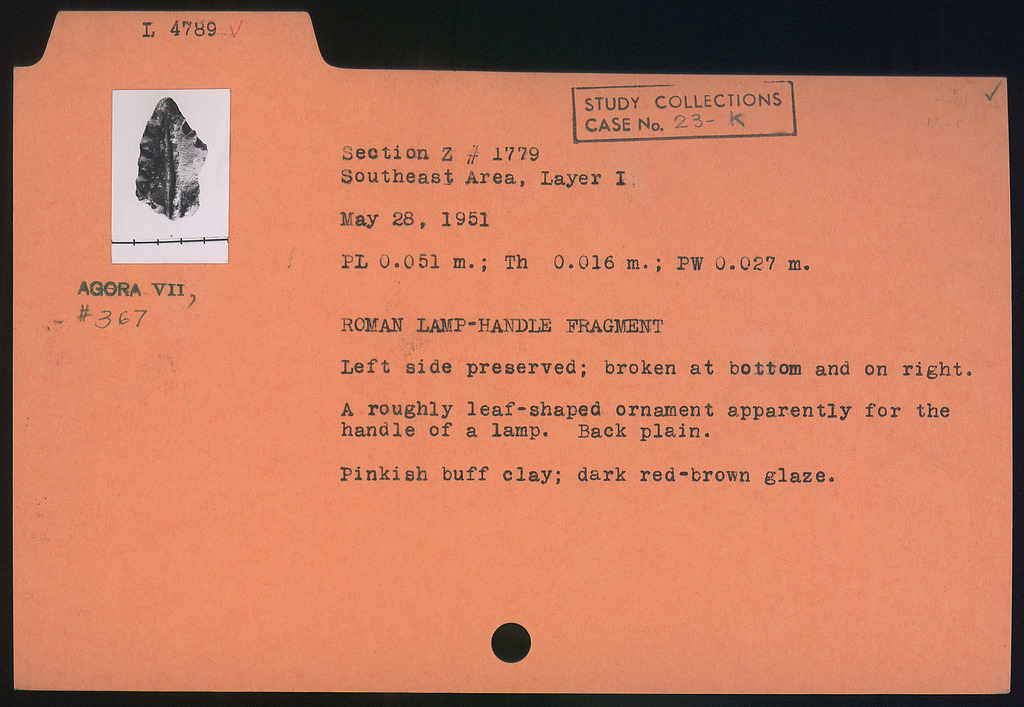 L 4789 ✓
STUDY COLLECTIONS
CASE No. 23-K
Section Z # 1779
Southeast Area, Layer I
May 28, 1951
PL 0.051 m.; Th 0.016 m.; PW 0.027 m.
AGORA VII,
#367
ROMAN LAMP-HANDLE FRAGMENT
Left side preserved; broken at bottom and on right.
A roughly leaf-shaped ornament apparently for the
handle of a lamp. Back plain.
Pinkish buff clay; dark red-brown glaze.